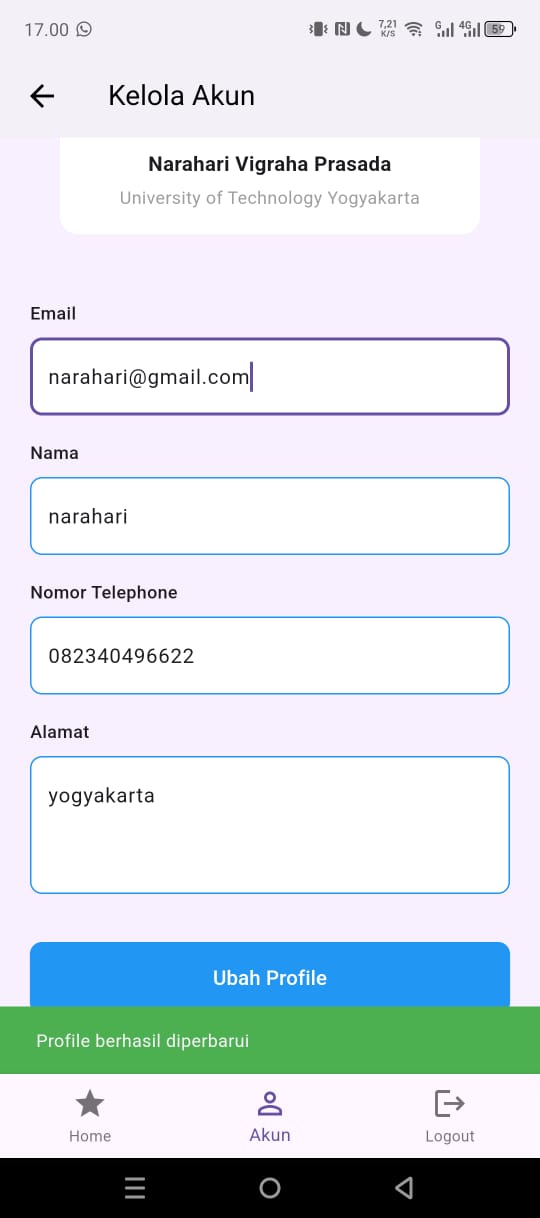 17.00
7,21
K/S
G
4G
59
Kelola Akun
Narahari Vigraha Prasada
University of Technology Yogyakarta
Email
narahari@gmail.com
Nama
narahari
Nomor Telephone
082340496622
Alamat
yogyakarta
Ubah Profile
Profile berhasil diperbarui
Home
Akun
Logout